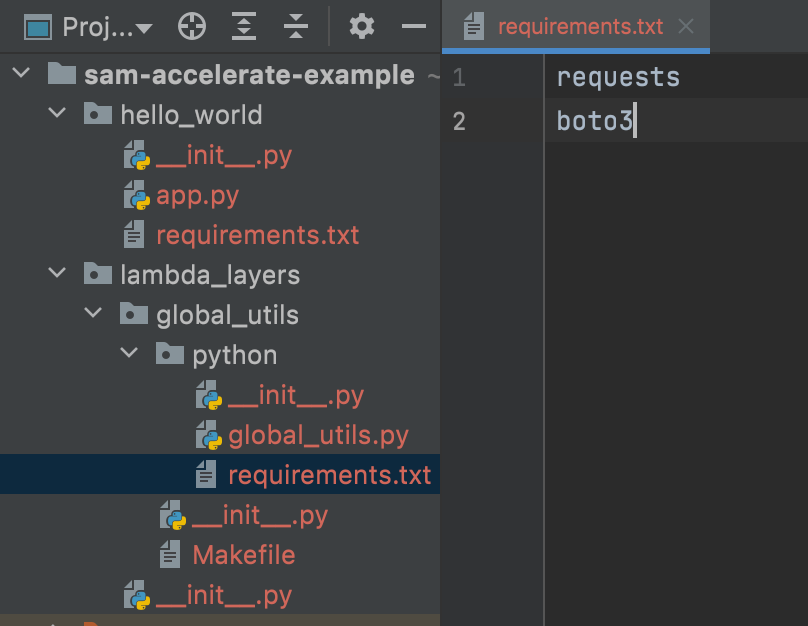 Proj...
requirements.txt
sam-accelerate-example ~
hello_world
__init__.py
app.py
requirements.txt
lambda_layers
global_utils
python
__init__.py
global_utils.py
requirements.txt
__init__.py
Makefile
__init__.py
1 requests
2 boto3